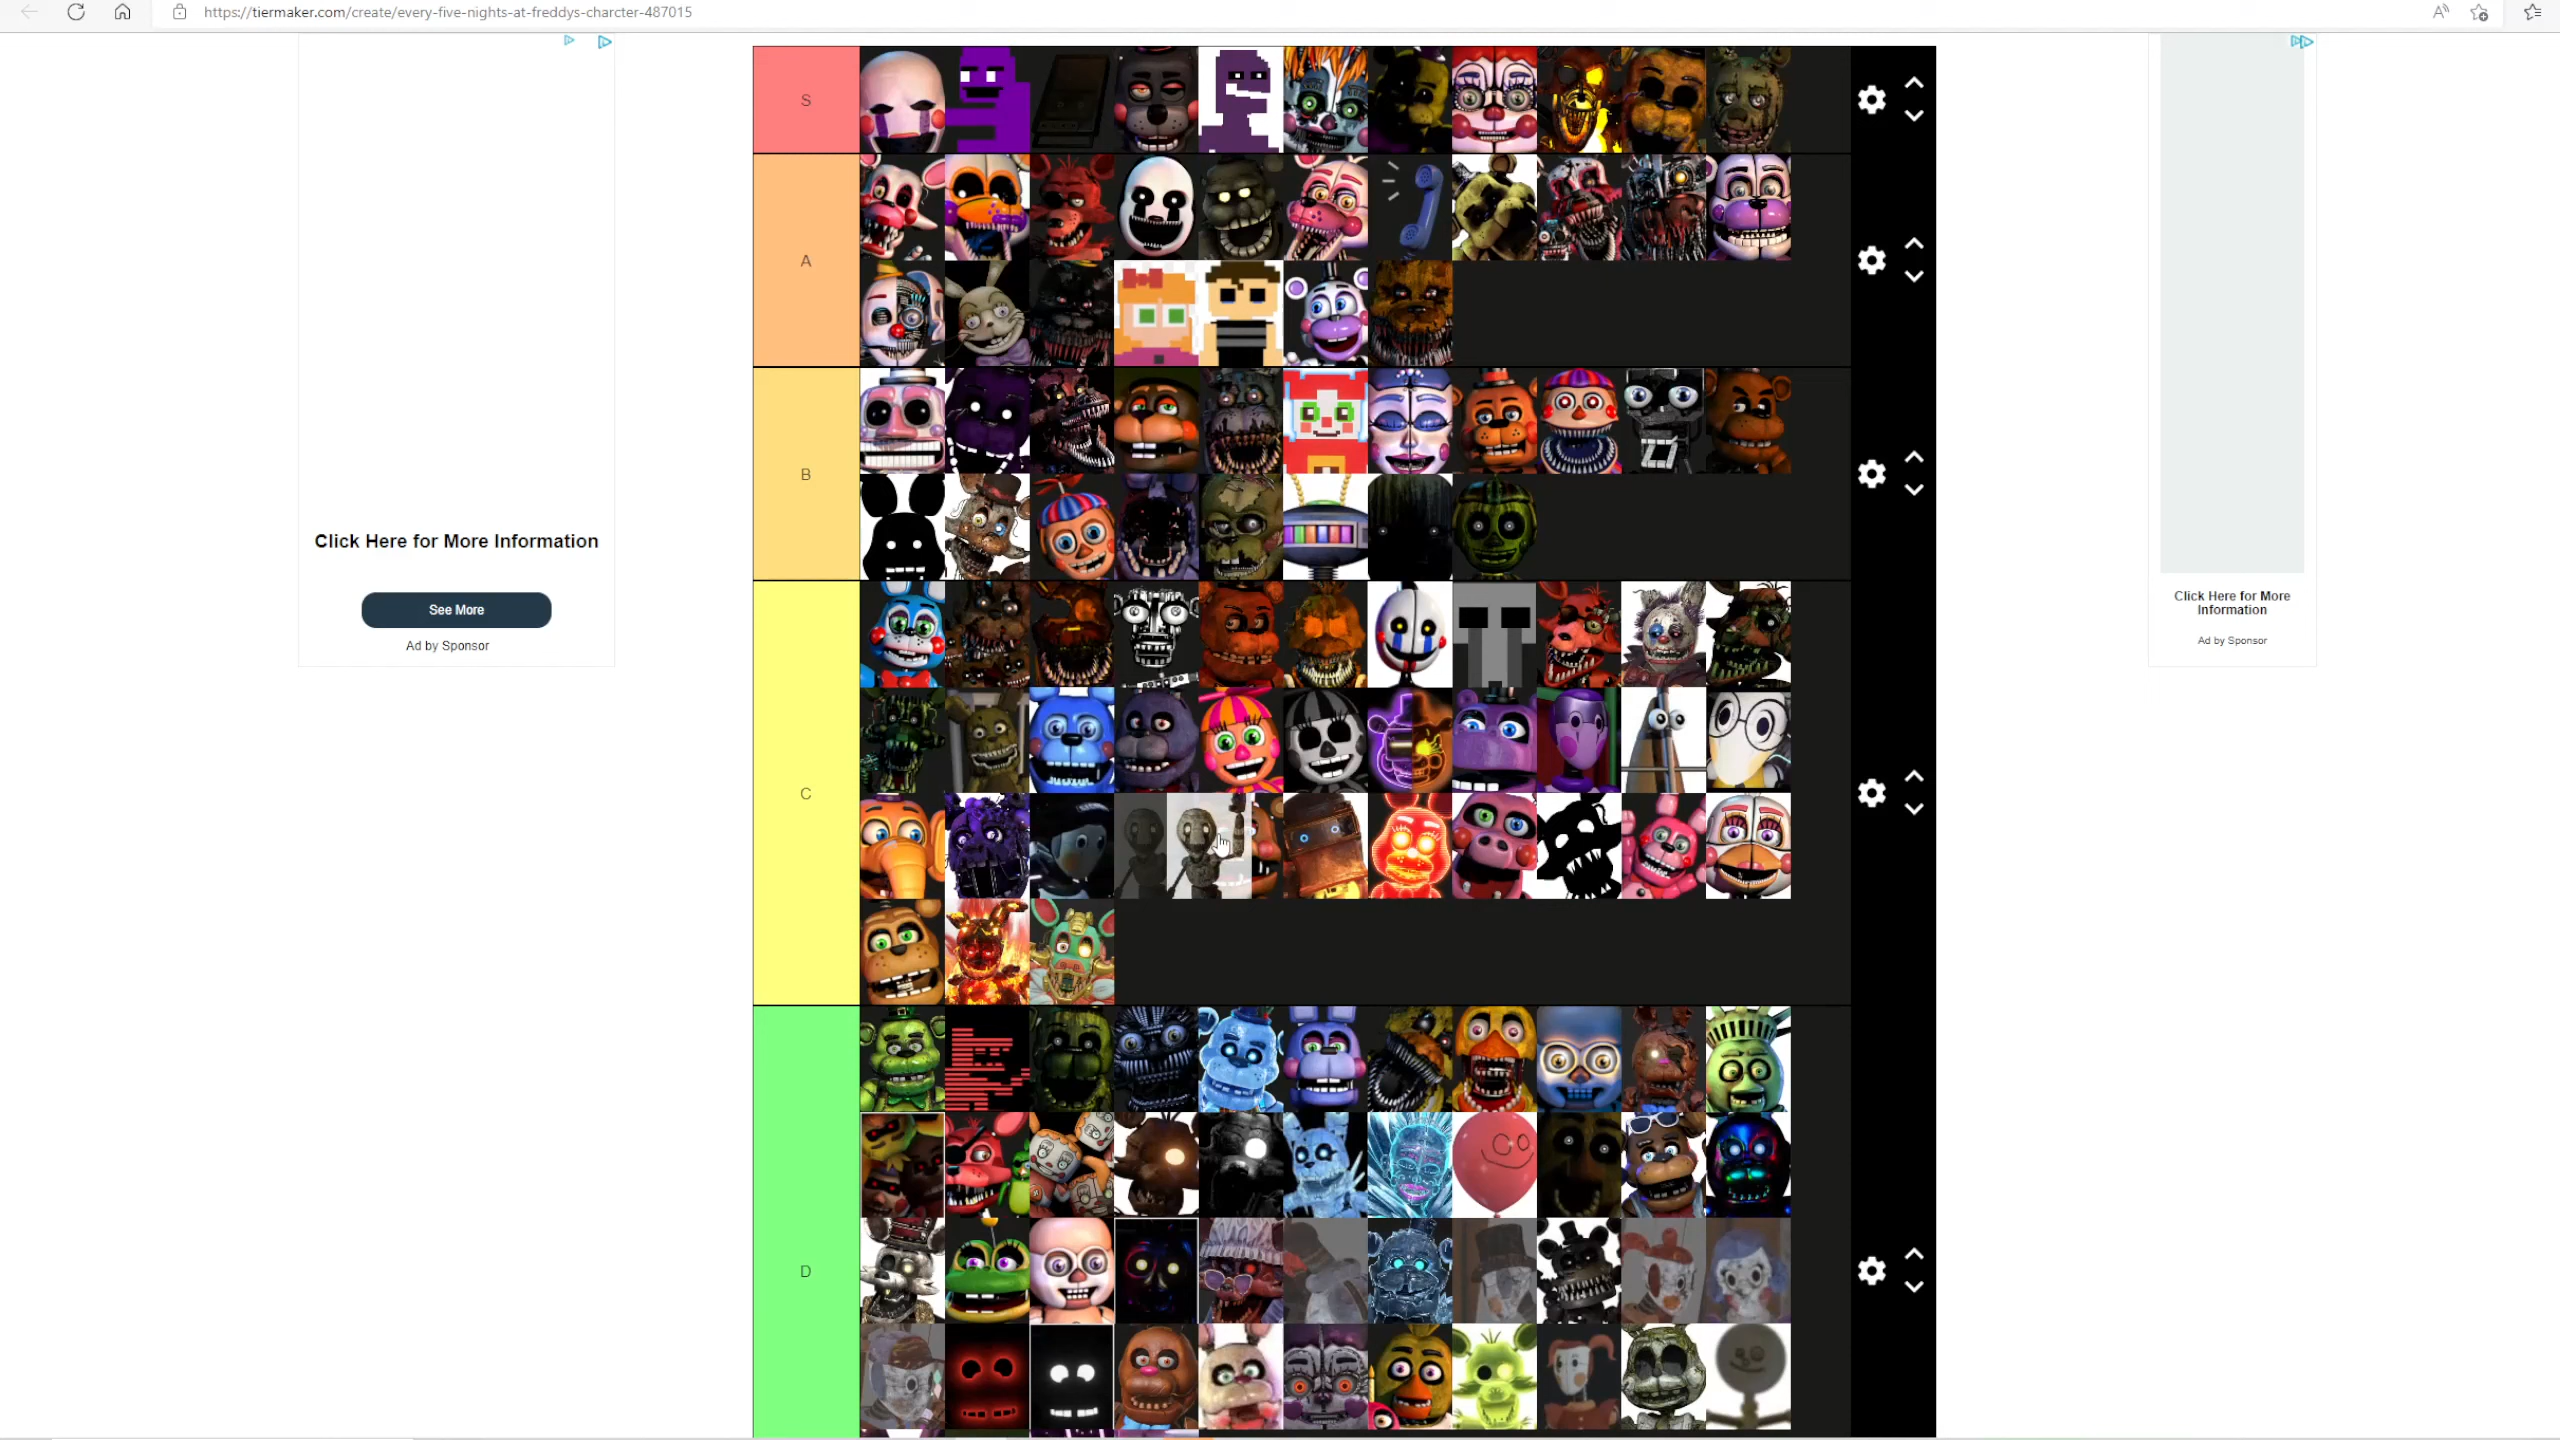 https://tiermaker.com/create/every-five-nights-at-freddys-charcter-487015
S
A
B
C
D
Click Here for More Information
See More
Ad by Sponsor
Click Here for More
Information
Ad by Sponsor